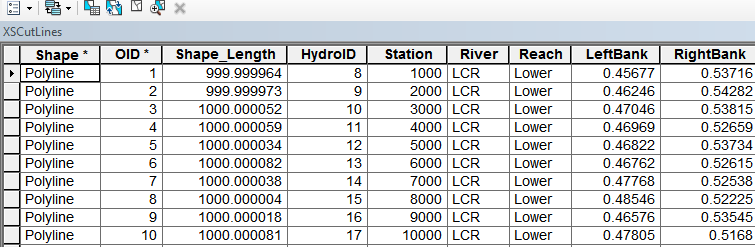 XSCutLines
Shape * OID * Shape_Length HydroID Station River Reach LeftBank RightBank
Polyline 1 999.999964 8 1000 LCR Lower 0.45677 0.53716
Polyline 2 999.999973 9 2000 LCR Lower 0.46246 0.54282
Polyline 3 1000.000052 10 3000 LCR Lower 0.47046 0.53815
Polyline 4 1000.000059 11 4000 LCR Lower 0.46969 0.52659
Polyline 5 1000.000034 12 5000 LCR Lower 0.46822 0.53734
Polyline 6 1000.000082 13 6000 LCR Lower 0.46762 0.52615
Polyline 7 1000.000038 14 7000 LCR Lower 0.47768 0.52538
Polyline 8 1000.000004 15 8000 LCR Lower 0.48546 0.52225
Polyline 9 1000.000018 16 9000 LCR Lower 0.46576 0.53545
Polyline 10 1000.000081 17 10000 LCR Lower 0.47805 0.5168